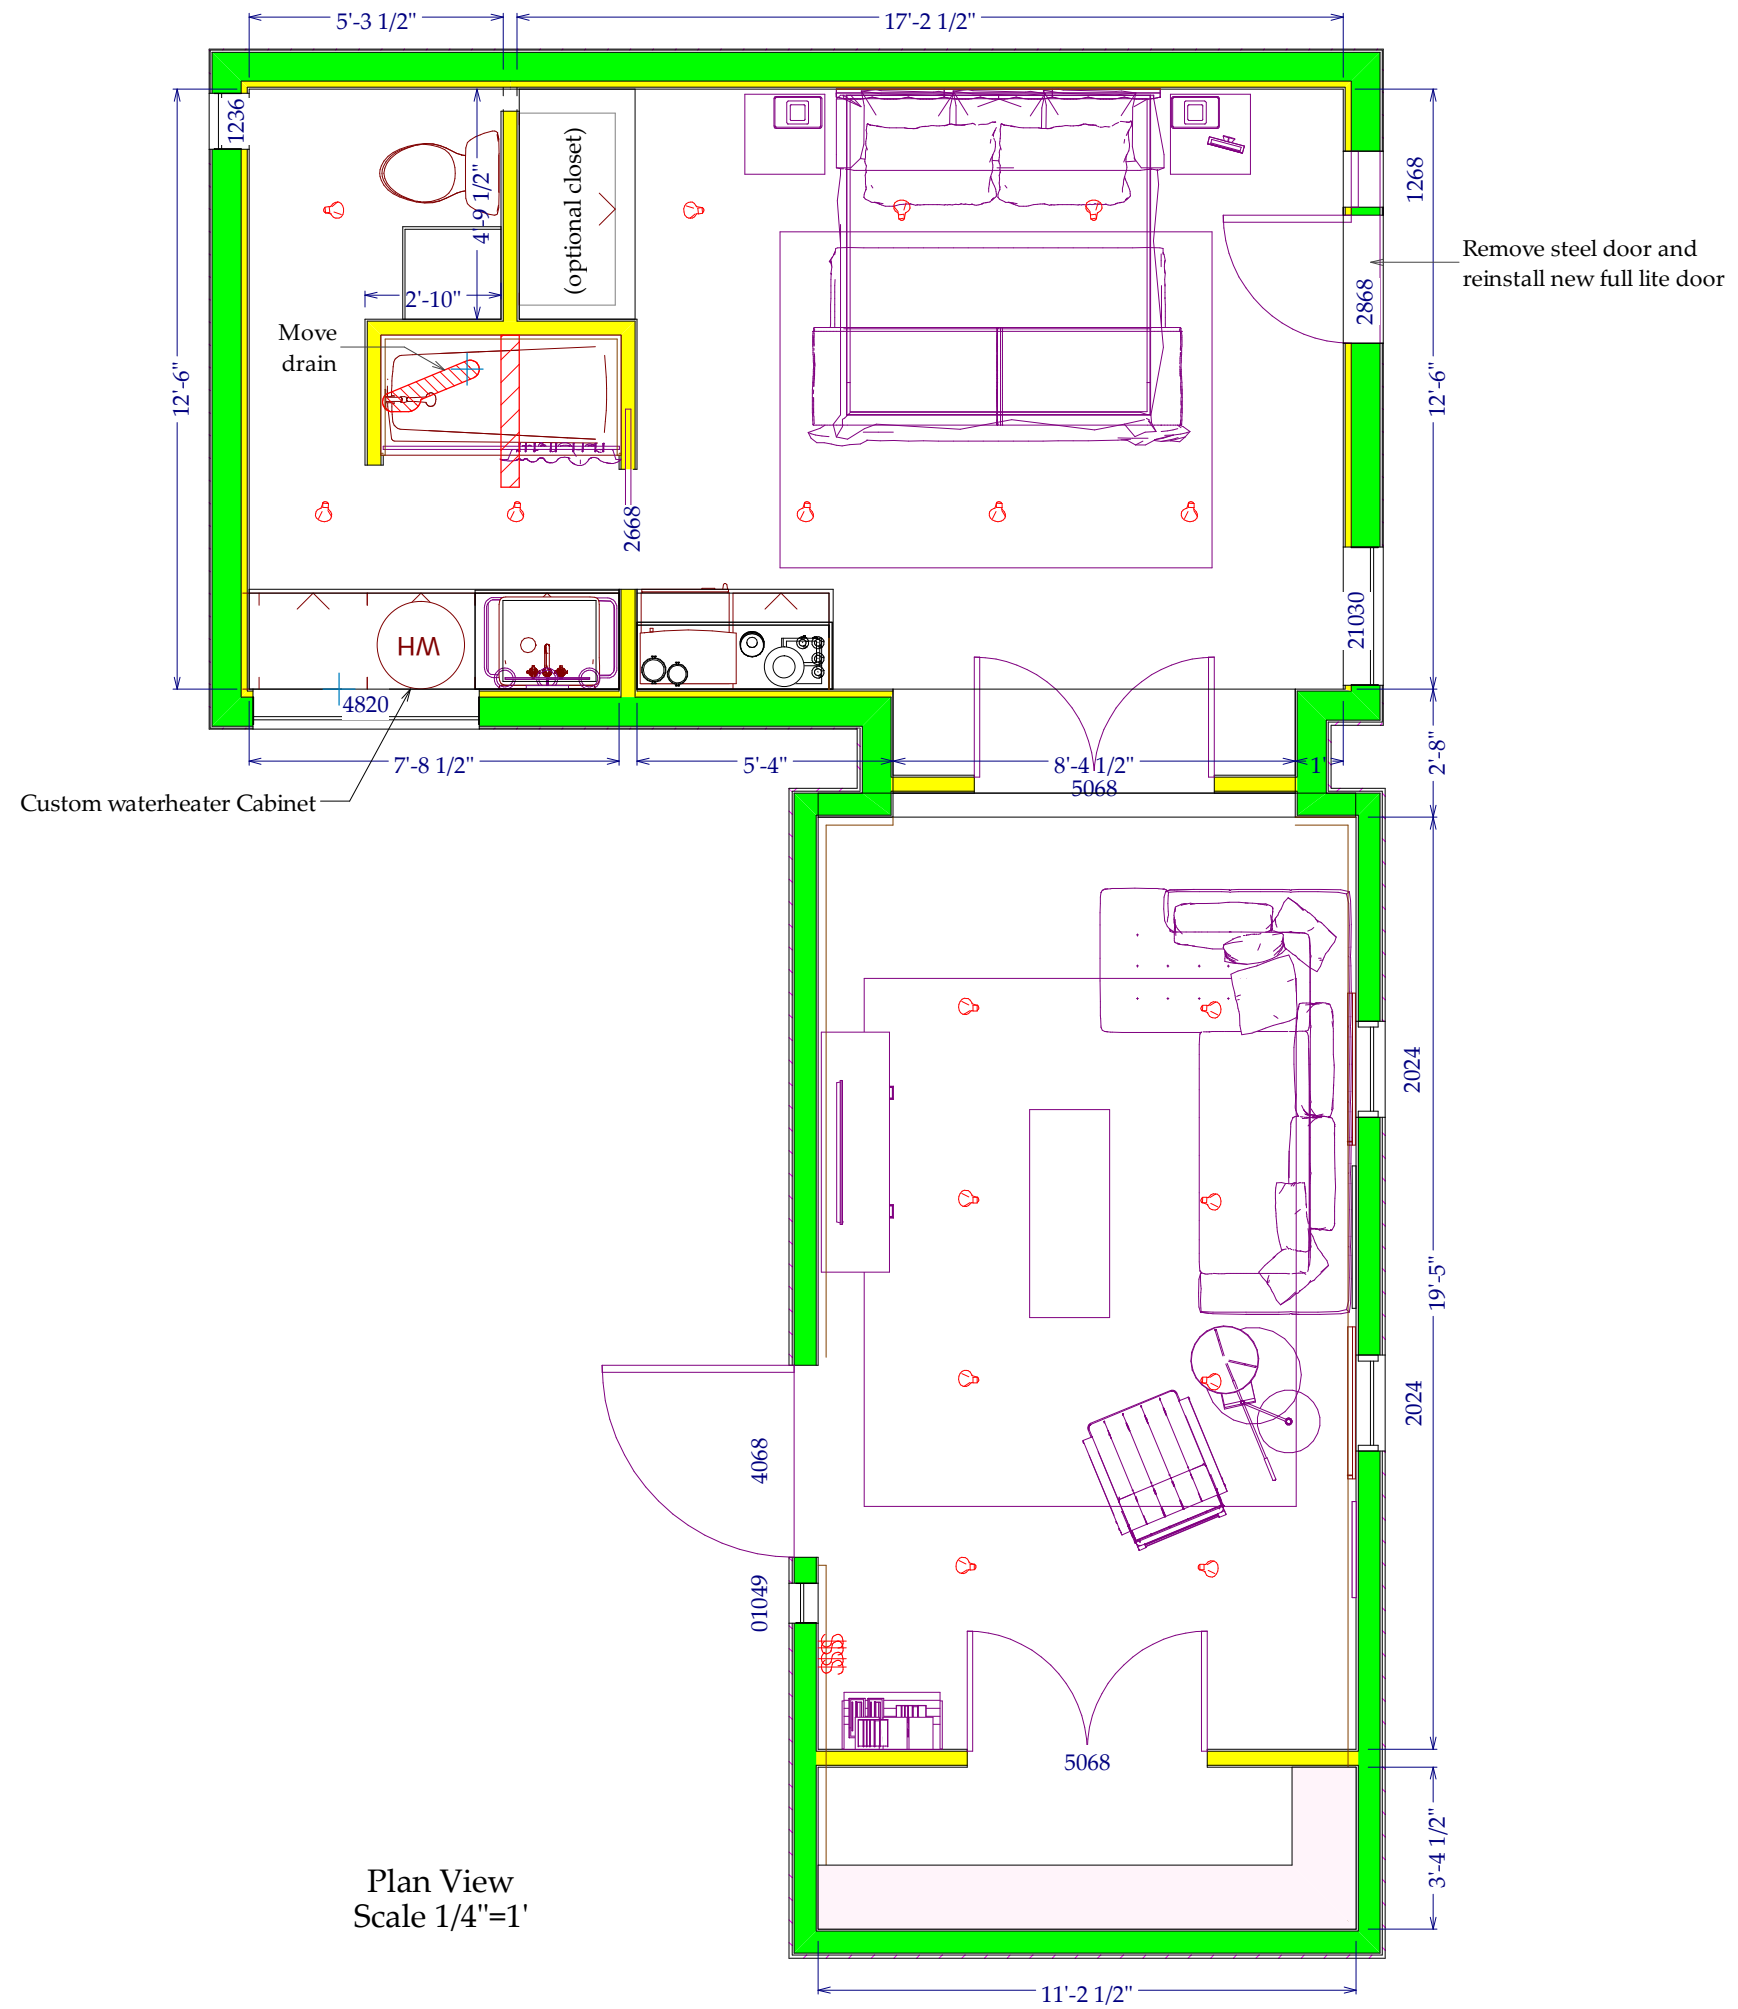 5'-3 1/2"
17'-2 1/2"
1236
4'-9 1/2"
(optional closet)
1268
Remove steel door and
reinstall new full lite door
2868
2'-10"
Move
drain
12'-6"
12'-6"
2668
21030
WH
4820
7'-8 1/2"
5'-4"
8'-4 1/2"
1'
2'-8"
5068
Custom waterheater Cabinet
2024
19'-5"
2024
4068
01049
5068
3'-4 1/2"
Plan View
Scale 1/4"=1'
11'-2 1/2"